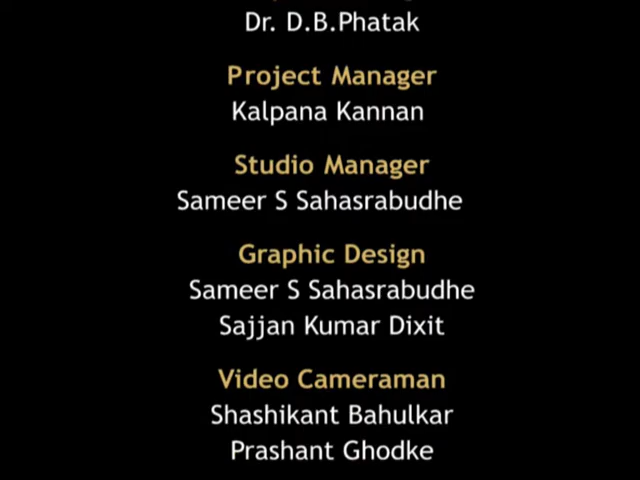 Dr. D.B.Phatak
Project Manager
Kalpana Kannan
Studio Manager
Sameer S Sahasrabudhe
Graphic Design
Sameer S Sahasrabudhe
Sajjan Kumar Dixit
Video Cameraman
Shashikant Bahulkar
Prashant Ghodke